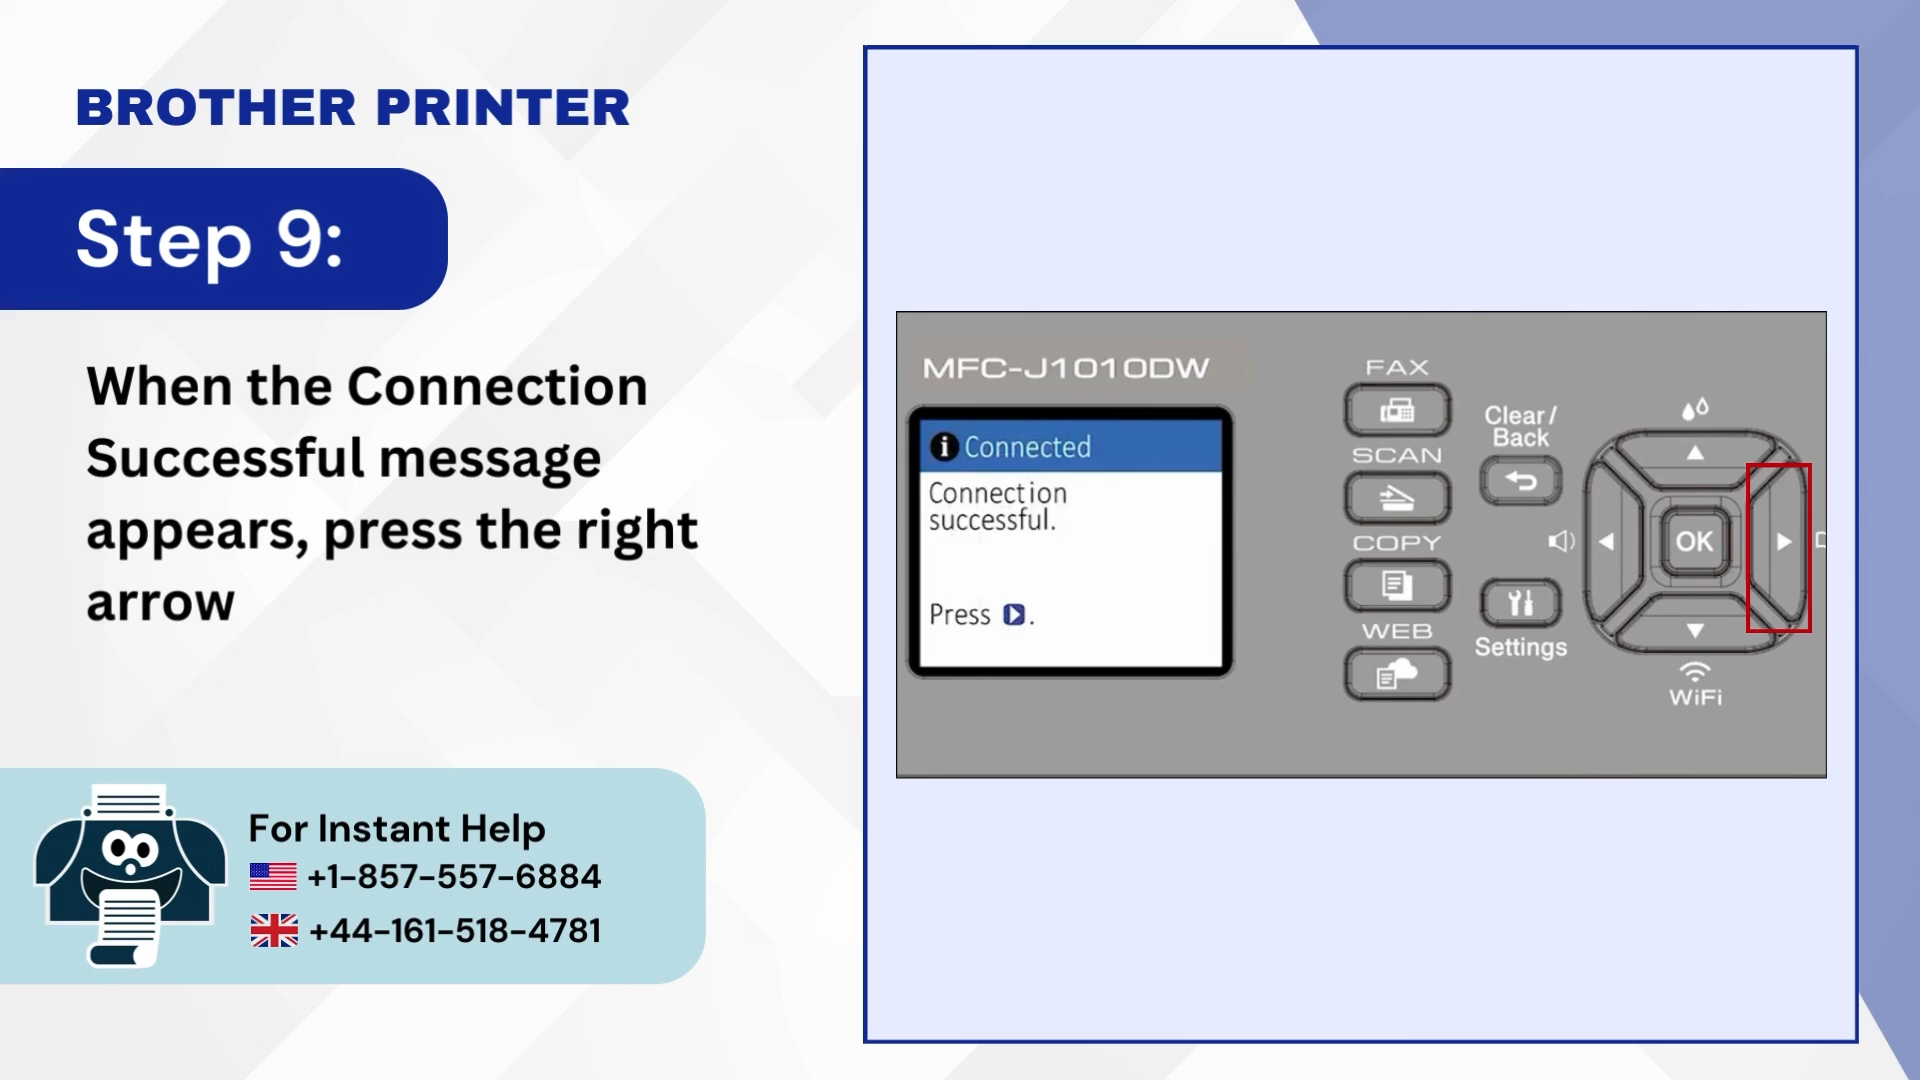 BROTHER PRINTER
Step 9:
When the Connection
Successful message
appears, press the right
arrow
For Instant Help
+1-857-557-6884
+44-161-518-4781
MFC-J1010DW
Connected
Connection
successful.
Press .
FAX
SCAN
COPY
WEB
Clear/
Back
Settings
OK
WiFi